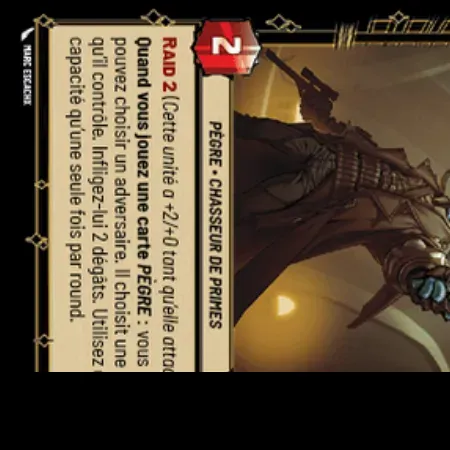 2
PÈGRE • CHASSEUR DE PRIMES
RAID 2 (Cette unité a +2/+0 tant qu'elle
Quand vous jouez une carte PÈGRE : vous
pouvez choisir un adversaire. Il choisit une
qu'il contrôle. Infligez-lui 2 dégâts. Utilisez
capacité qu'une seule fois par round.
MARC ESCACHX